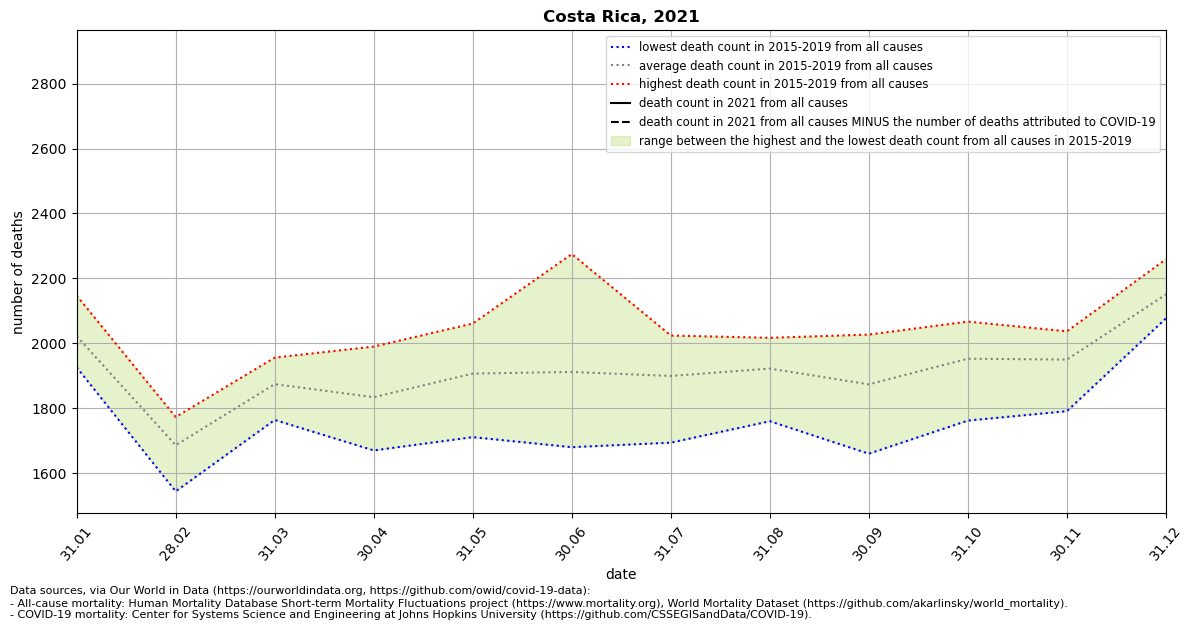 Costa Rica, 2021
lowest death count in 2015-2019 from all causes
average death count in 2015-2019 from all causes
highest death count in 2015-2019 from all causes
death count in 2021 from all causes
death count in 2021 from all causes MINUS the number of deaths attributed to COVID-19
range between the highest and the lowest death count from all causes in 2015-2019
number of deaths
2800
2600
2400
2200
2000
1800
1600
31.01
28.02
31.03
30.04
31.05
30.06
31.07
31.08
30.09
31.10
30.11
31.12
date
Data sources, via Our World in Data (https://ourworldindata.org, https://github.com/owid/covid-19-data):
- All-cause mortality: Human Mortality Database Short-term Mortality Fluctuations project (https://www.mortality.org), World Mortality Dataset (https://github.com/akarlinsky/world_mortality).
- COVID-19 mortality: Center for Systems Science and Engineering at Johns Hopkins University (https://github.com/CSSEGISandData/COVID-19).